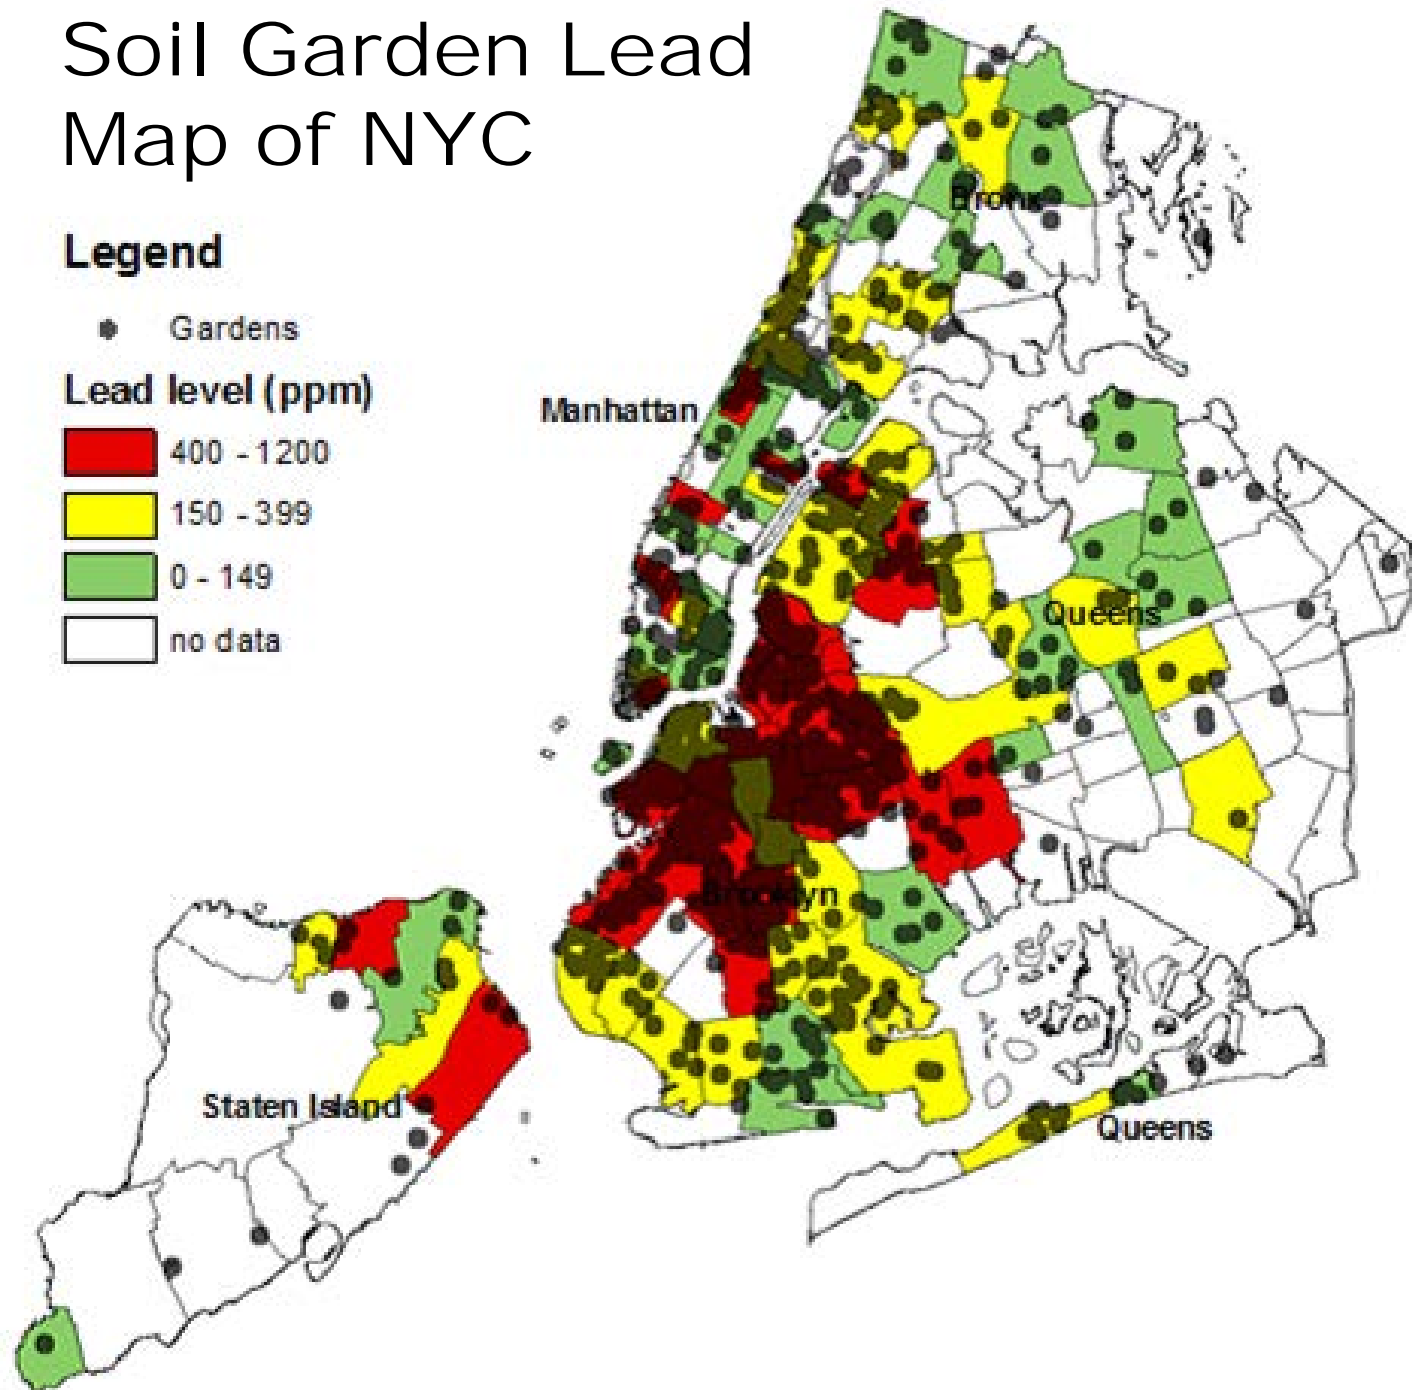 Soil Garden Lead
Map of NYC
Legend
Gardens
Lead level (ppm)
400 - 1200
150 - 399
0 - 149
no data
Bronx
Manhattan
Queens
Brooklyn
Staten Island
Queens